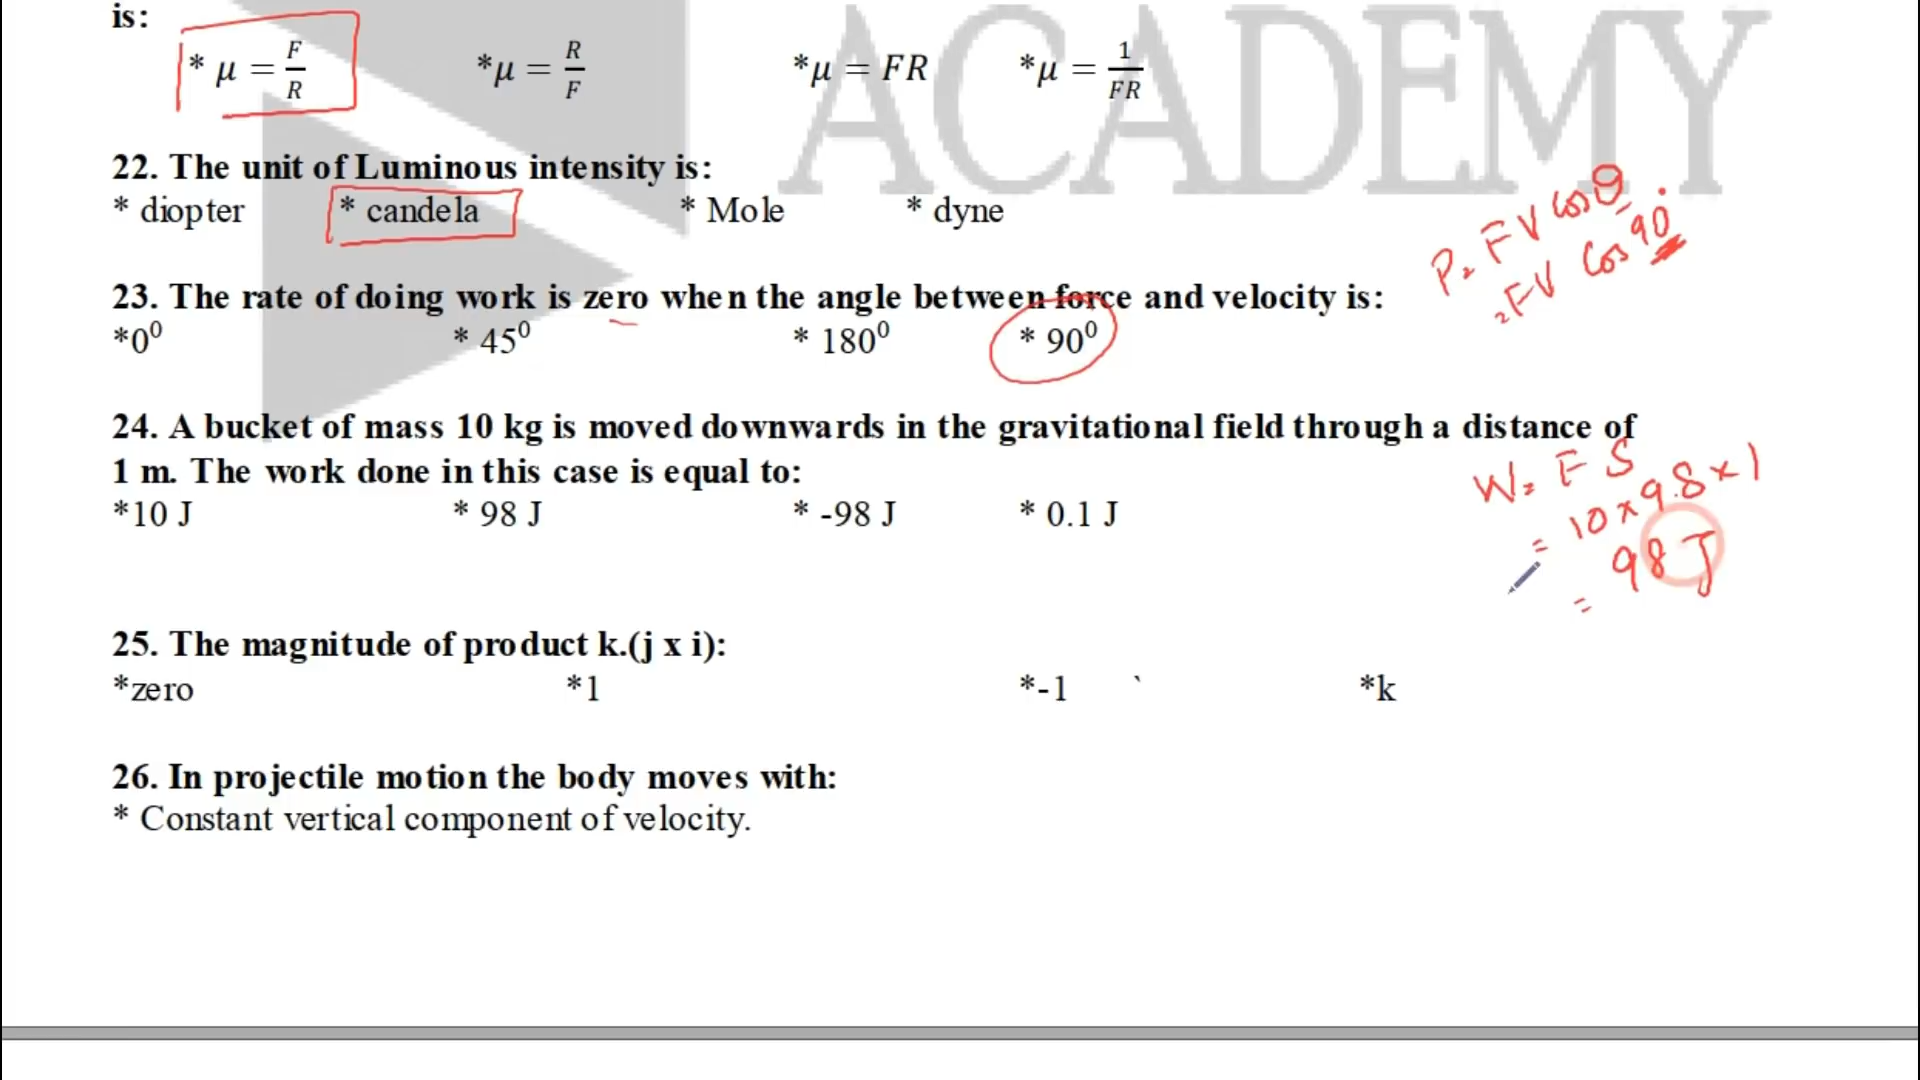 is:
* μ = F/R *μ = R/F *μ = FR *μ = 1/FR
ACADEMY
22. The unit of Luminous intensity is:
* diopter * candela * Mole * dyne
P = FV cosθ
= FV Cos 90°
23. The rate of doing work is zero when the angle between force and velocity is:
*0⁰ * 45⁰ * 180⁰ * 90⁰
24. A bucket of mass 10 kg is moved downwards in the gravitational field through a distance of
1 m. The work done in this case is equal to:
*10 J * 98 J * -98 J * 0.1 J
W = F S
= 10 x 9.8 x 1
= 98 J
25. The magnitude of product k.(j x i):
*zero *1 *-1 ` *k
26. In projectile motion the body moves with:
* Constant vertical component of velocity.